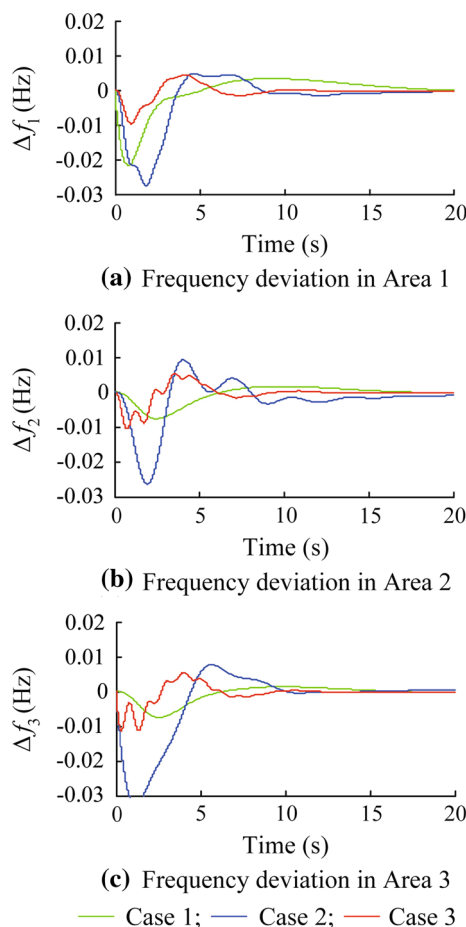 0.02
0.01
0
-0.01
-0.02
-0.03
Δf₁(Hz)
0 5 10 15 20
Time (s)
(a) Frequency deviation in Area 1
0.02
0.01
0
-0.01
-0.02
-0.03
Δf₂(Hz)
0 5 10 15 20
Time (s)
(b) Frequency deviation in Area 2
0.02
0.01
0
-0.01
-0.02
-0.03
Δf₃(Hz)
0 5 10 15 20
Time (s)
(c) Frequency deviation in Area 3
Case 1; Case 2; Case 3